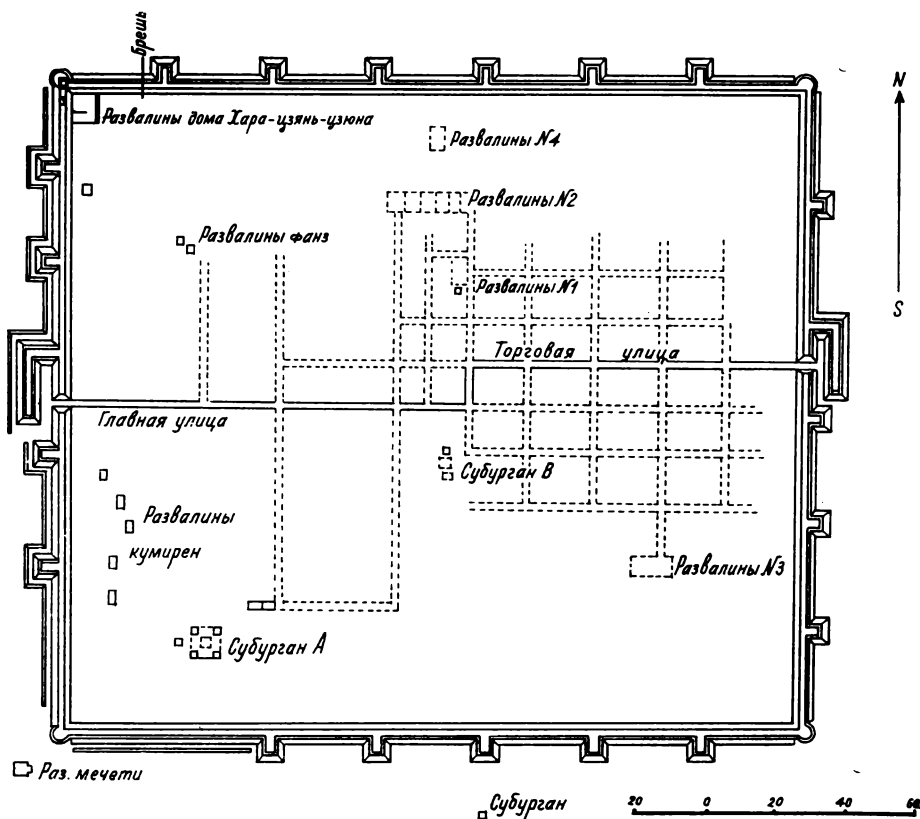 брешь
N
Развалины дома Хара-цзянь-цзюна
Развалины N4
Развалины N2
Развалины фанз
Развалины N1
S
Торговая улица
Главная улица
Субурган В
Развалины
кумирен
Развалины N3
Субурган А
Раз. мечети
Субурган
20 0 20 40